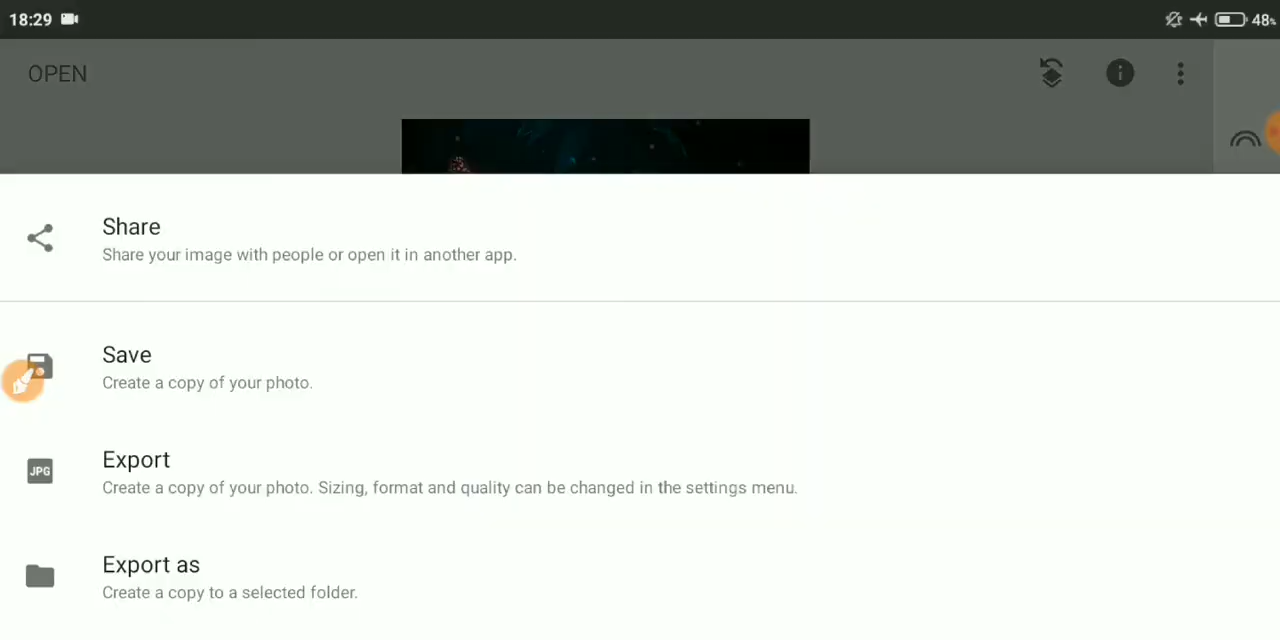 18:29
48%
OPEN
Share
Share your image with people or open it in another app.
Save
Create a copy of your photo.
JPG
Export
Create a copy of your photo. Sizing, format and quality can be changed in the settings menu.
Export as
Create a copy to a selected folder.